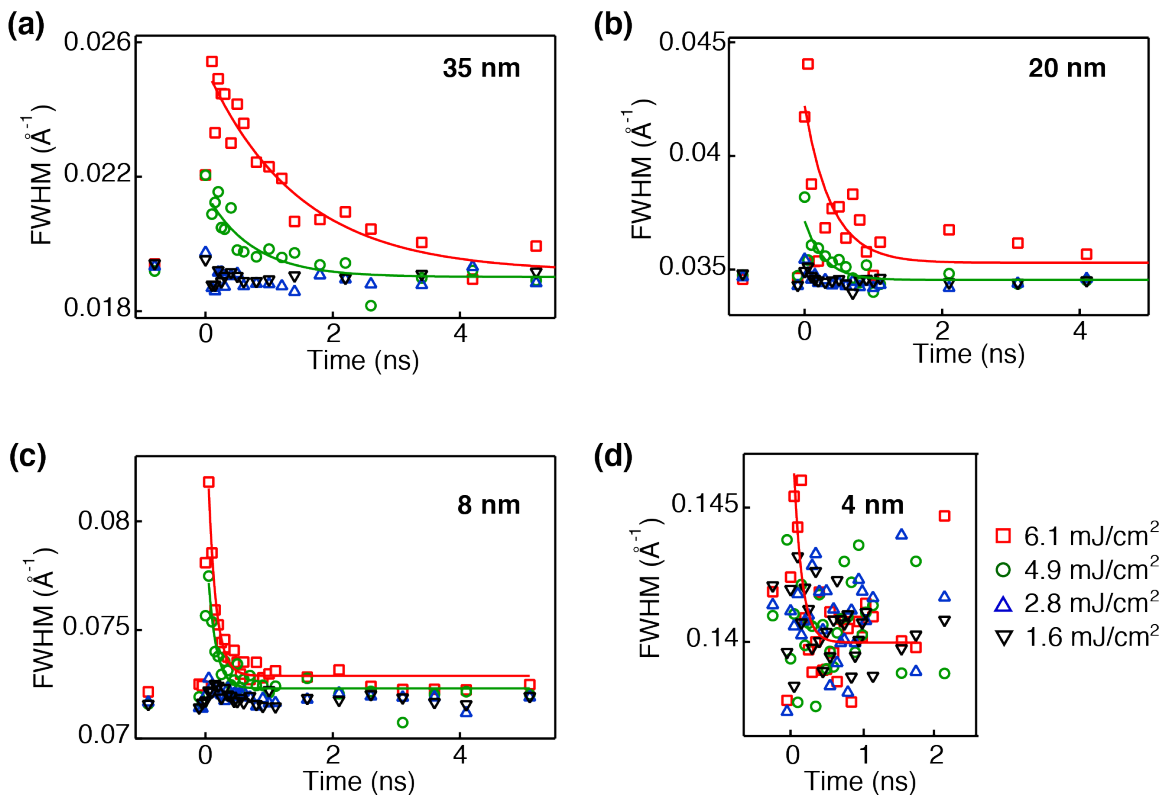 (a)
0.026
0.022
0.018
FWHM (Å-1)
35 nm
0 2 4
Time (ns)
(b)
0.045
0.04
0.035
FWHM (Å-1)
20 nm
0 2 4
Time (ns)
(c)
0.08
0.075
0.07
FWHM (Å-1)
8 nm
0 2 4
Time (ns)
(d)
0.145
0.14
FWHM (Å-1)
4 nm
0 1 2
Time (ns)
6.1 mJ/cm2
4.9 mJ/cm2
2.8 mJ/cm2
1.6 mJ/cm2